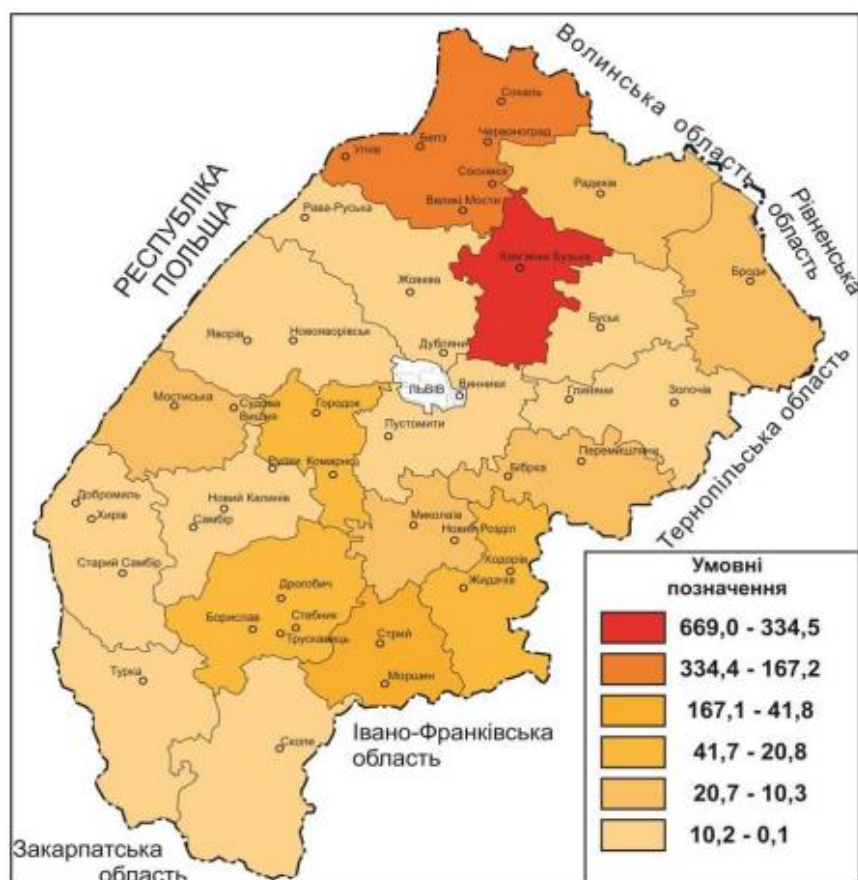 Волинська область
Рівненська
область
РЕСПУБЛІКА
ПОЛЬЩА
Сокаль
Червоноград
Белз
Угнів
Соснівка
Великі Мости
Радехів
Рава-Руська
Кам'янка Бузька
Броди
Жовква
Буськ
Яворів
Новояворівськ
Дубляни
ЛЬВІВ
Винники
Глиняни
Золочів
Мостиська
Судова
Вишня
Городок
Пустомити
Тернопільська область
Рудки
Комарно
Бібрка
Перемишляни
Добромиль
Хирів
Новий Калинів
Самбір
Миколаїв
Новий Розділ
Ходорів
Старий Самбір
Жидачів
Дрогобич
Борислав
Стебник
Трускавець
Стрий
Моршин
Турка
Сколе
Івано-Франківська
область
Закарпатська
область
Умовні
позначення
669,0 - 334,5
334,4 - 167,2
167,1 - 41,8
41,7 - 20,8
20,7 - 10,3
10,2 - 0,1